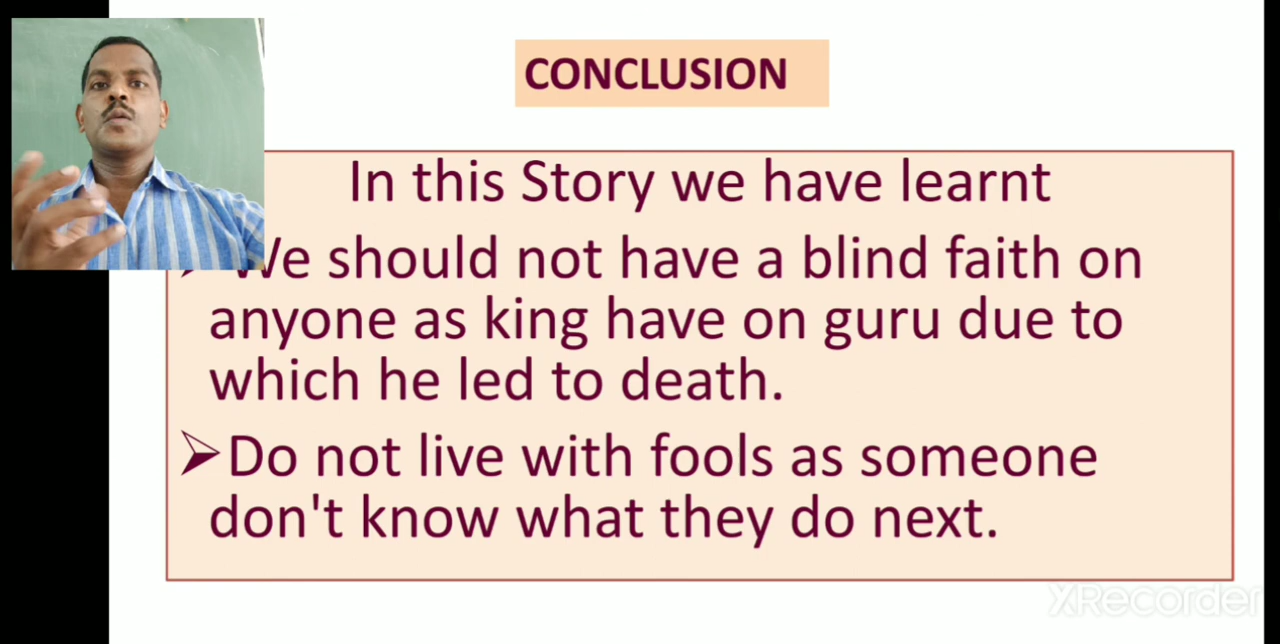 CONCLUSION
In this Story we have learnt
We should not have a blind faith on
anyone as king have on guru due to
which he led to death.
Do not live with fools as someone
don't know what they do next.
XRecorder